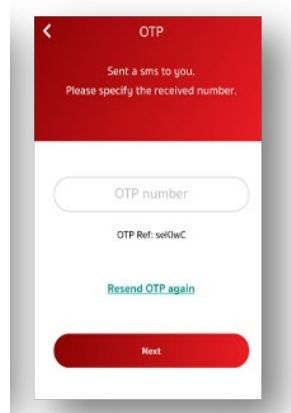 OTP
Sent a sms to you.
Please specify the received number.
OTP number
OTP Ref: seKlwC
Resend OTP again
Next